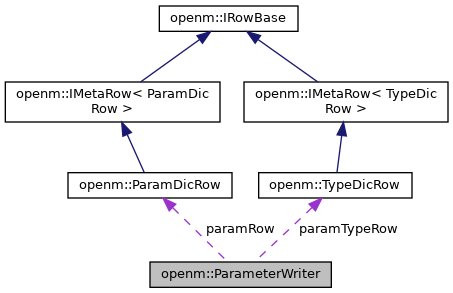 openm::IRowBase
openm::IMetaRow< ParamDic
Row >
openm::IMetaRow< TypeDic
Row >
openm::ParamDicRow
openm::TypeDicRow
paramRow
paramTypeRow
openm::ParameterWriter